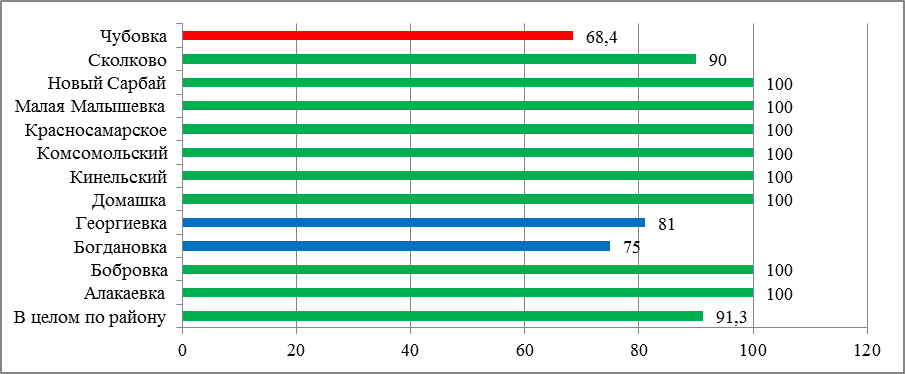 Чубовка 68,4
Сколково 90
Новый Сарбай 100
Малая Малышевка 100
Красносамарское 100
Комсомольский 100
Кинельский 100
Домашка 100
Георгиевка 81
Богдановка 75
Бобровка 100
Алакаевка 100
В целом по району 91,3
0 20 40 60 80 100 120